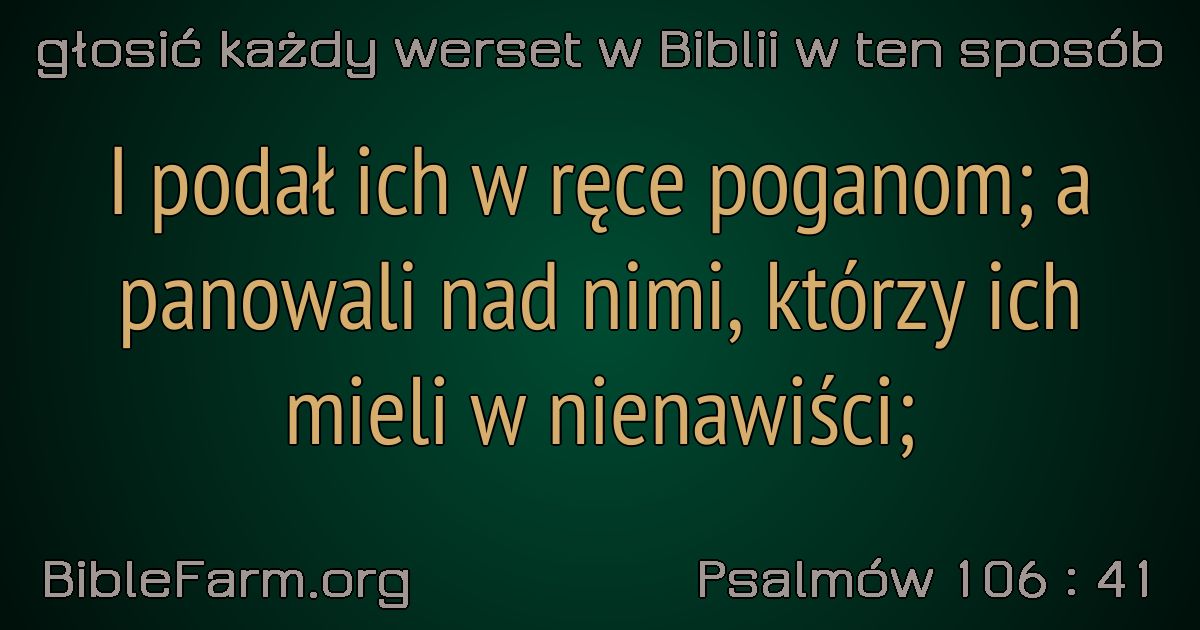 głosić każdy werset w Biblii w ten sposób
I podał ich w ręce poganom; a
panowali nad nimi, którzy ich
mieli w nienawiści;
BibleFarm.org
Psalmów 106 : 41